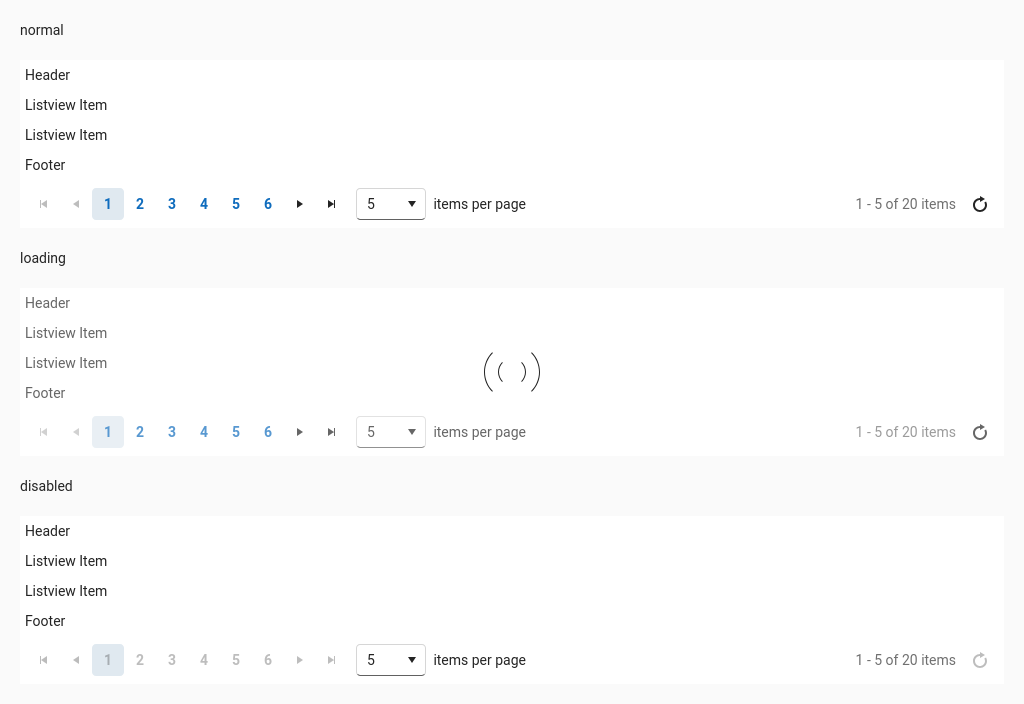 normal
Header
Listview Item
Listview Item
Footer
1 2 3 4 5 6 5 items per page 1 - 5 of 20 items
loading
Header
Listview Item
Listview Item
Footer
1 2 3 4 5 6 5 items per page 1 - 5 of 20 items
disabled
Header
Listview Item
Listview Item
Footer
1 2 3 4 5 6 5 items per page 1 - 5 of 20 items